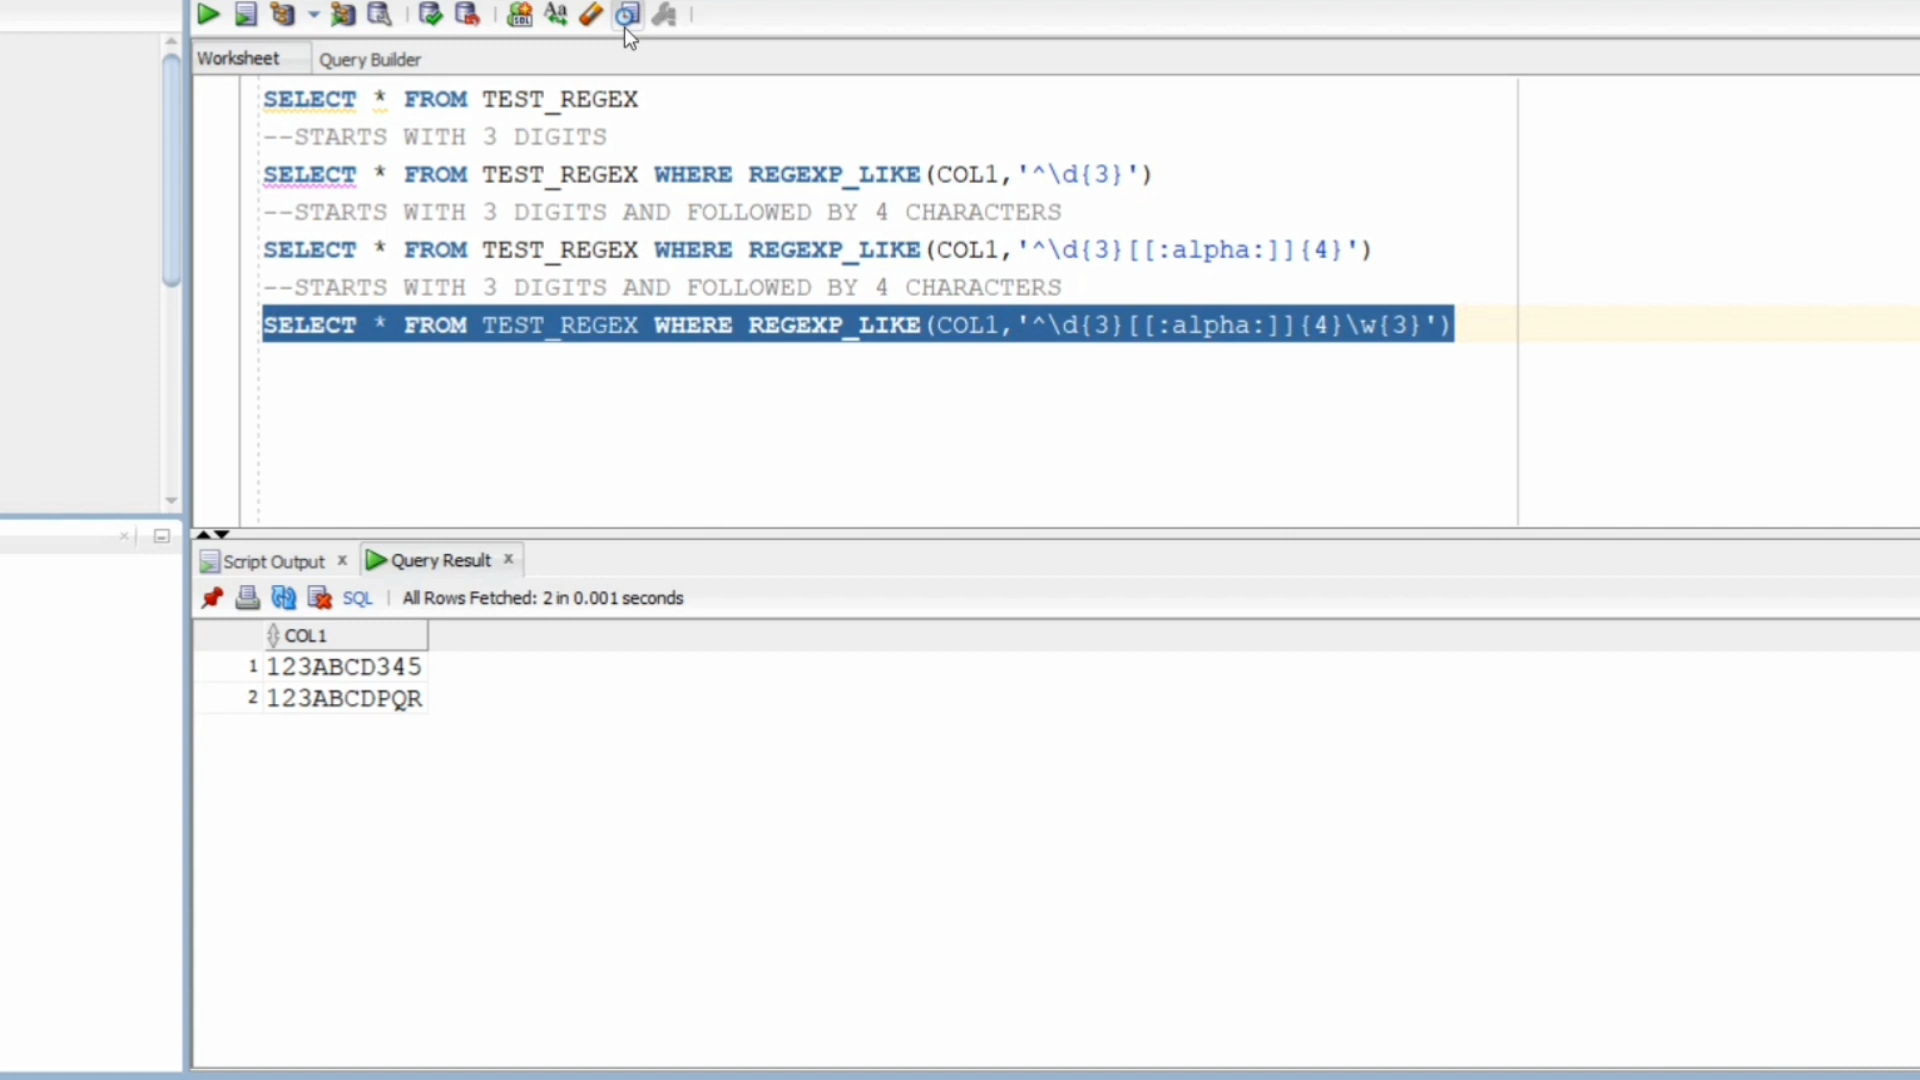 Aa
Worksheet Query Builder
SELECT * FROM TEST_REGEX
--STARTS WITH 3 DIGITS
SELECT * FROM TEST_REGEX WHERE REGEXP_LIKE(COL1,'^\d{3}')
--STARTS WITH 3 DIGITS AND FOLLOWED BY 4 CHARACTERS
SELECT * FROM TEST_REGEX WHERE REGEXP_LIKE(COL1,'^\d{3}[[:alpha:]]{4}')
--STARTS WITH 3 DIGITS AND FOLLOWED BY 4 CHARACTERS
SELECT * FROM TEST_REGEX WHERE REGEXP_LIKE(COL1,'^\d{3}[[:alpha:]]{4}\w{3}')
Script Output x Query Result x
SQL | All Rows Fetched: 2 in 0.001 seconds
COL1
1 123ABCD345
2 123ABCDPQR